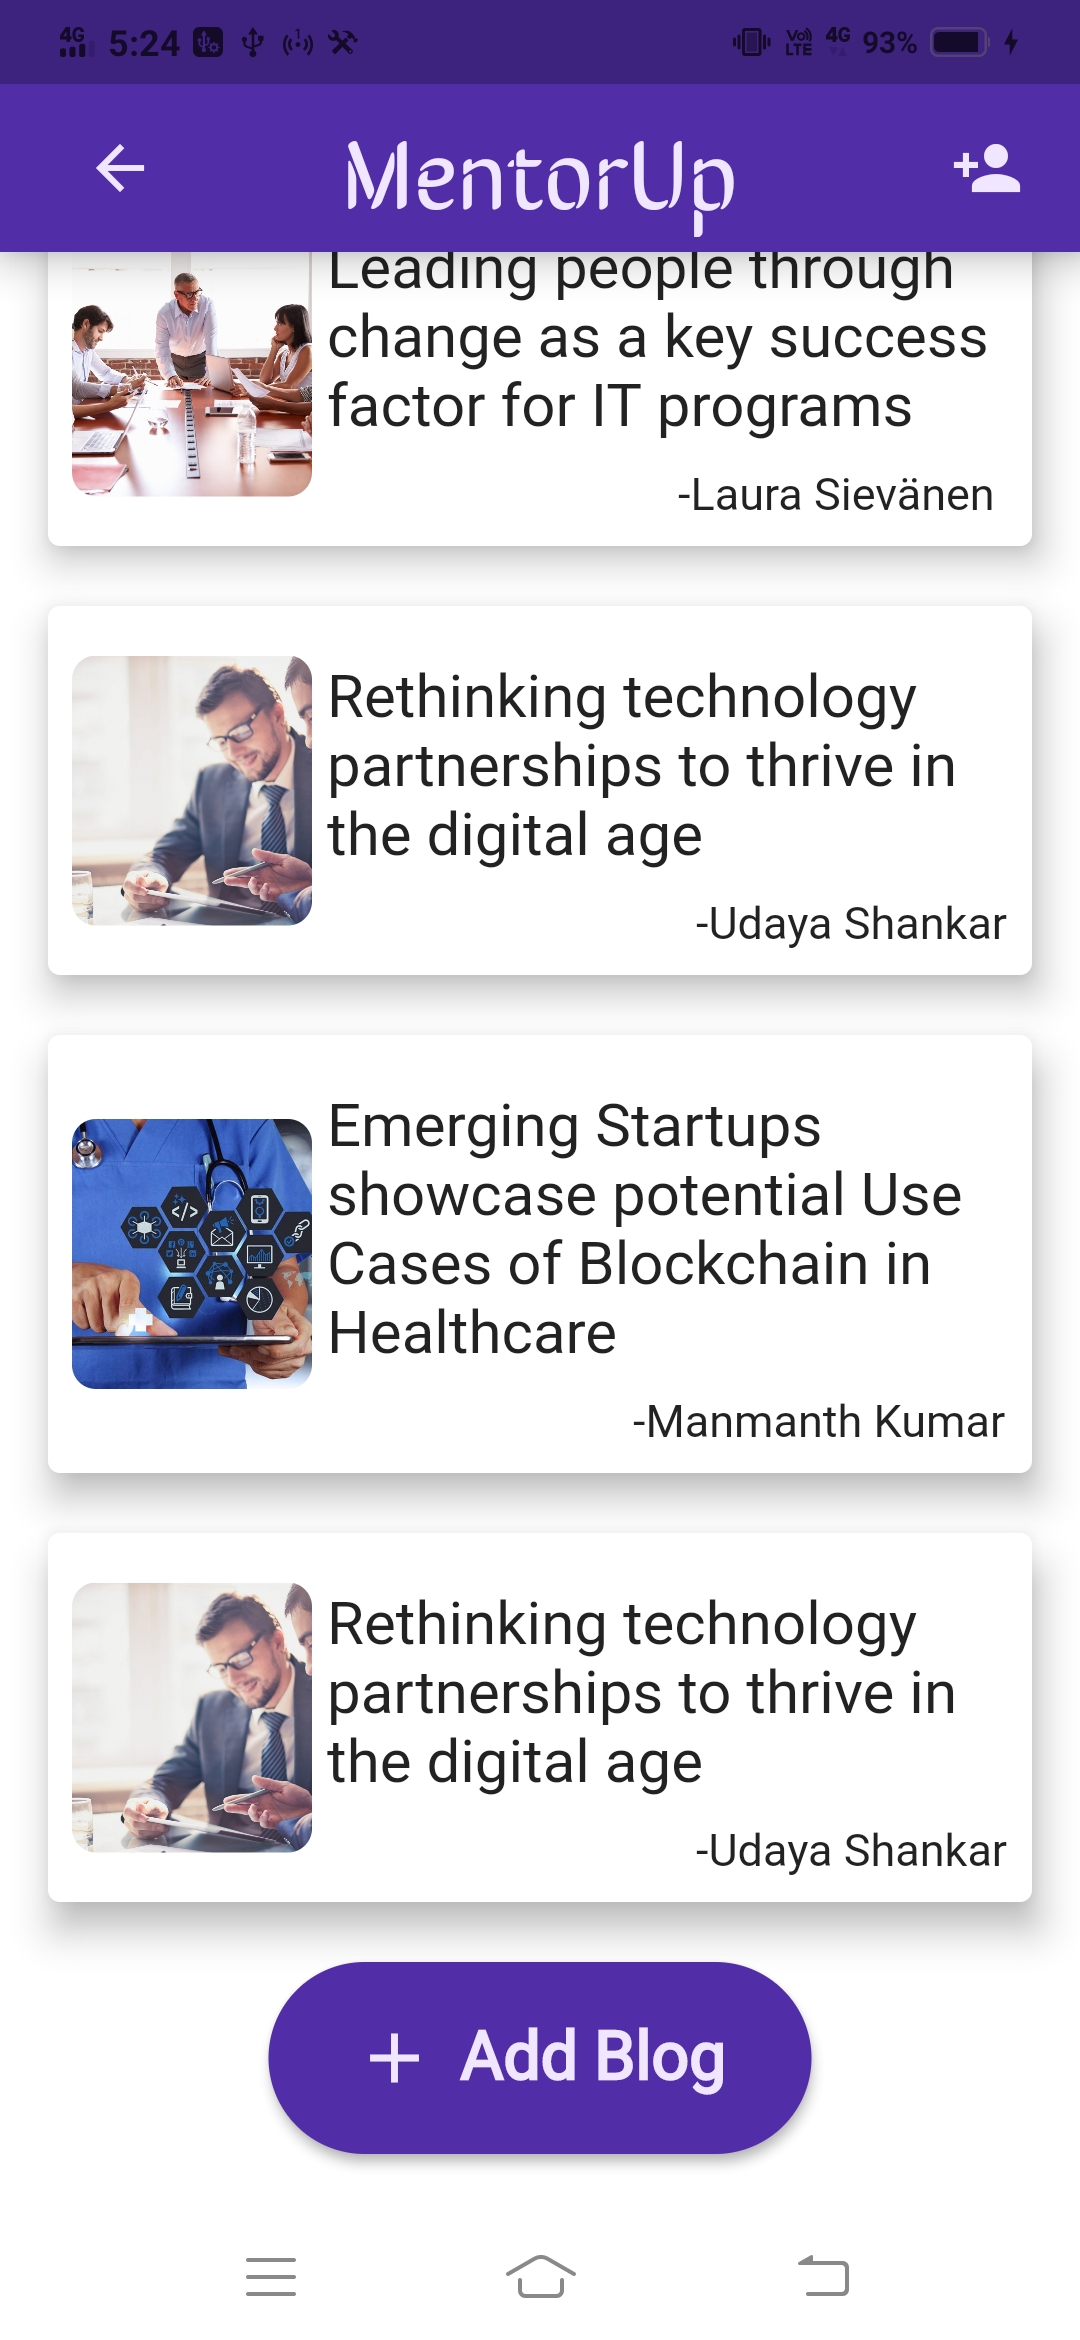 4G 5:24 Vo) LTE 4G 93%
MentorUp
Leading people through
change as a key success
factor for IT programs
-Laura Sievänen
Rethinking technology
partnerships to thrive in
the digital age
-Udaya Shankar
Emerging Startups
showcase potential Use
Cases of Blockchain in
Healthcare
-Manmanth Kumar
Rethinking technology
partnerships to thrive in
the digital age
-Udaya Shankar
+ Add Blog